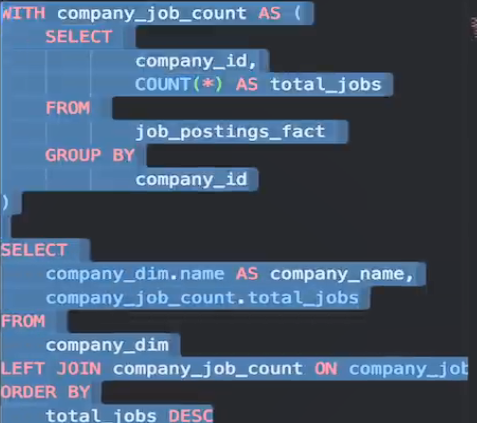 WITH company_job_count AS (
SELECT
company_id,
COUNT(*) AS total_jobs
FROM
job_postings_fact
GROUP BY
company_id
)
SELECT
company_dim.name AS company_name,
company_job_count.total_jobs
FROM
company_dim
LEFT JOIN company_job_count ON company_job
ORDER BY
total_jobs DESC